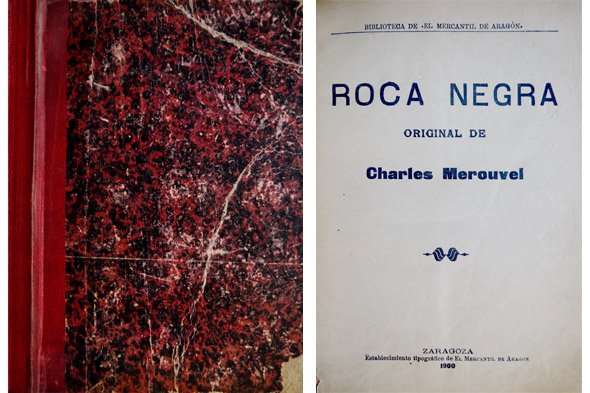 BIBLIOTECA DE «EL MERCANTIL DE ARAGÓN»
ROCA NEGRA
ORIGINAL DE
Charles Merouvel
ZARAGOZA
Establecimiento tipográfico de EL MERCANTIL DE ARAGÓN
1900